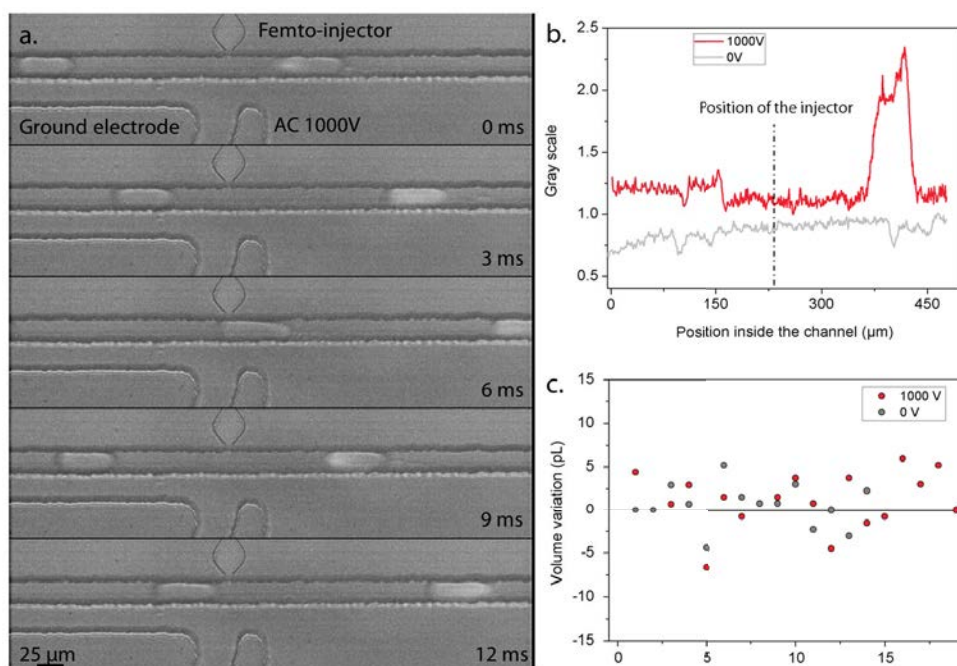 a.
Femto-injector
Ground electrode
AC 1000V
0 ms
3 ms
6 ms
9 ms
25 µm
12 ms
b.
2.5
2.0
1.5
1.0
0.5
Gray scale
1000V
0V
Position of the injector
0
150
300
450
Position inside the channel (µm)
c.
15
10
5
0
-5
-10
-15
Volume variation (pL)
1000 V
0 V
0
5
10
15